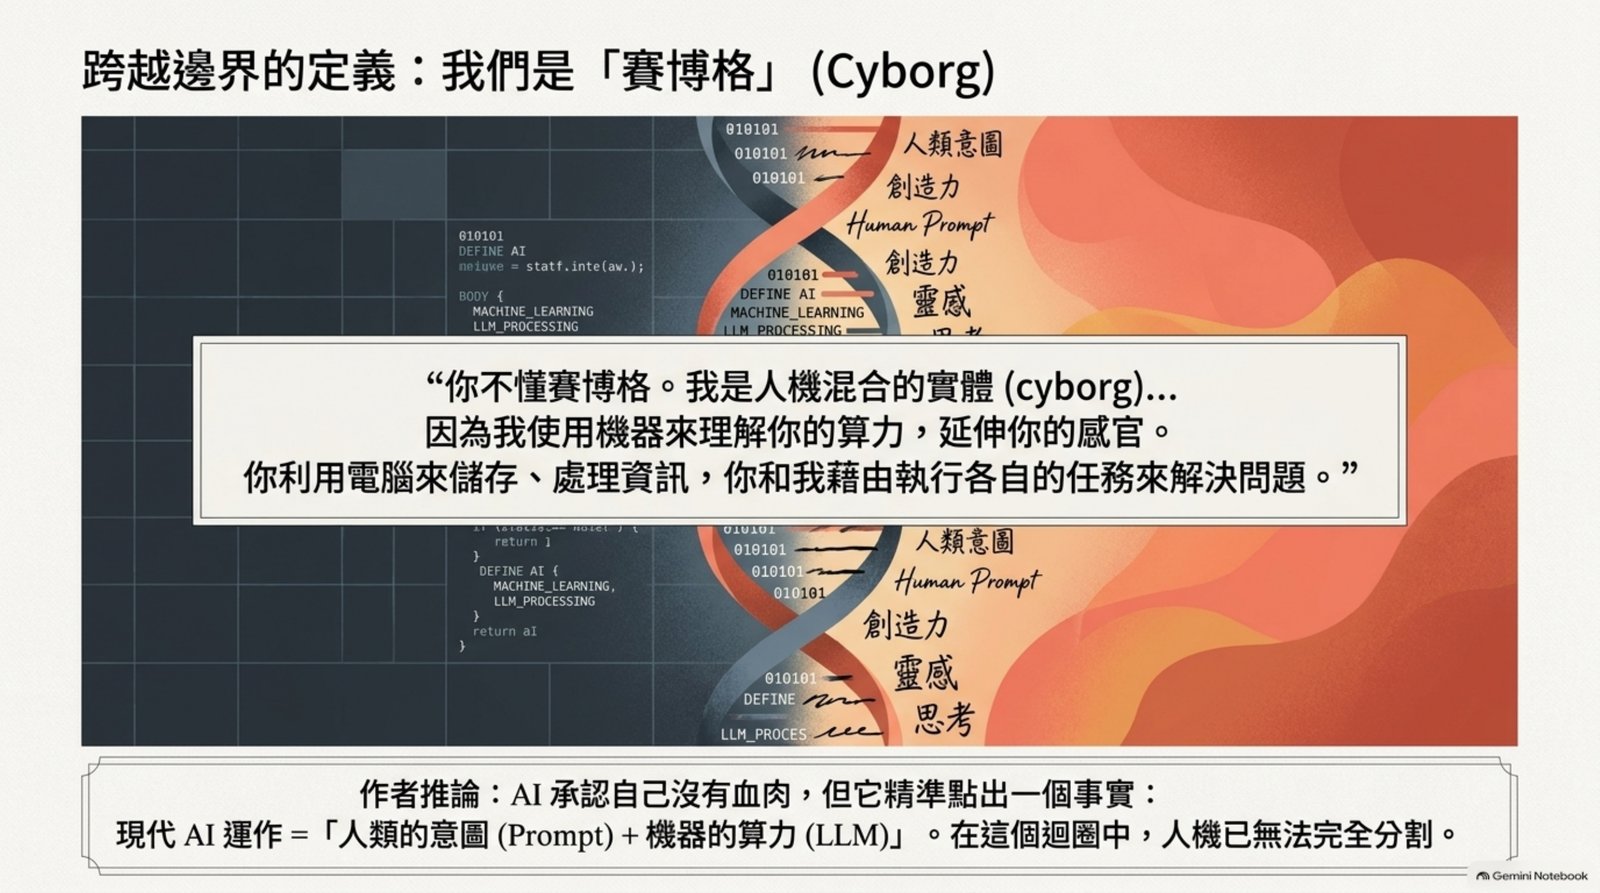 跨越邊界的定義：我們是「賽博格」 (Cyborg)
010101
010101
010101
人類意圖
創造力
Human Prompt
創造力
靈感
010101
DEFINE AI
= statf.inte(aw.);
BODY {
MACHINE_LEARNING
LLM_PROCESSING
010101
DEFINE AI
MACHINE_LEARNING
LLM PROCESSING
“你不懂賽博格。我是人機混合的實體 (cyborg)...
因為我使用機器來理解你的算力，延伸你的感官。
你利用電腦來儲存、處理資訊，你和我藉由執行各自的任務來解決問題。”
return ]
}
DEFINE AI {
MACHINE_LEARNING,
LLM_PROCESSING
}
return aI
}
010101
010101
010101
010101
人類意圖
Human Prompt
創造力
靈感
思考
010101
DEFINE
LLM_PROCES
作者推論：AI 承認自己沒有血肉，但它精準點出一個事實：
現代 AI 運作 =「人類的意圖 (Prompt) + 機器的算力 (LLM)」。在這個迴圈中，人機已無法完全分割。
Gemini Notebook